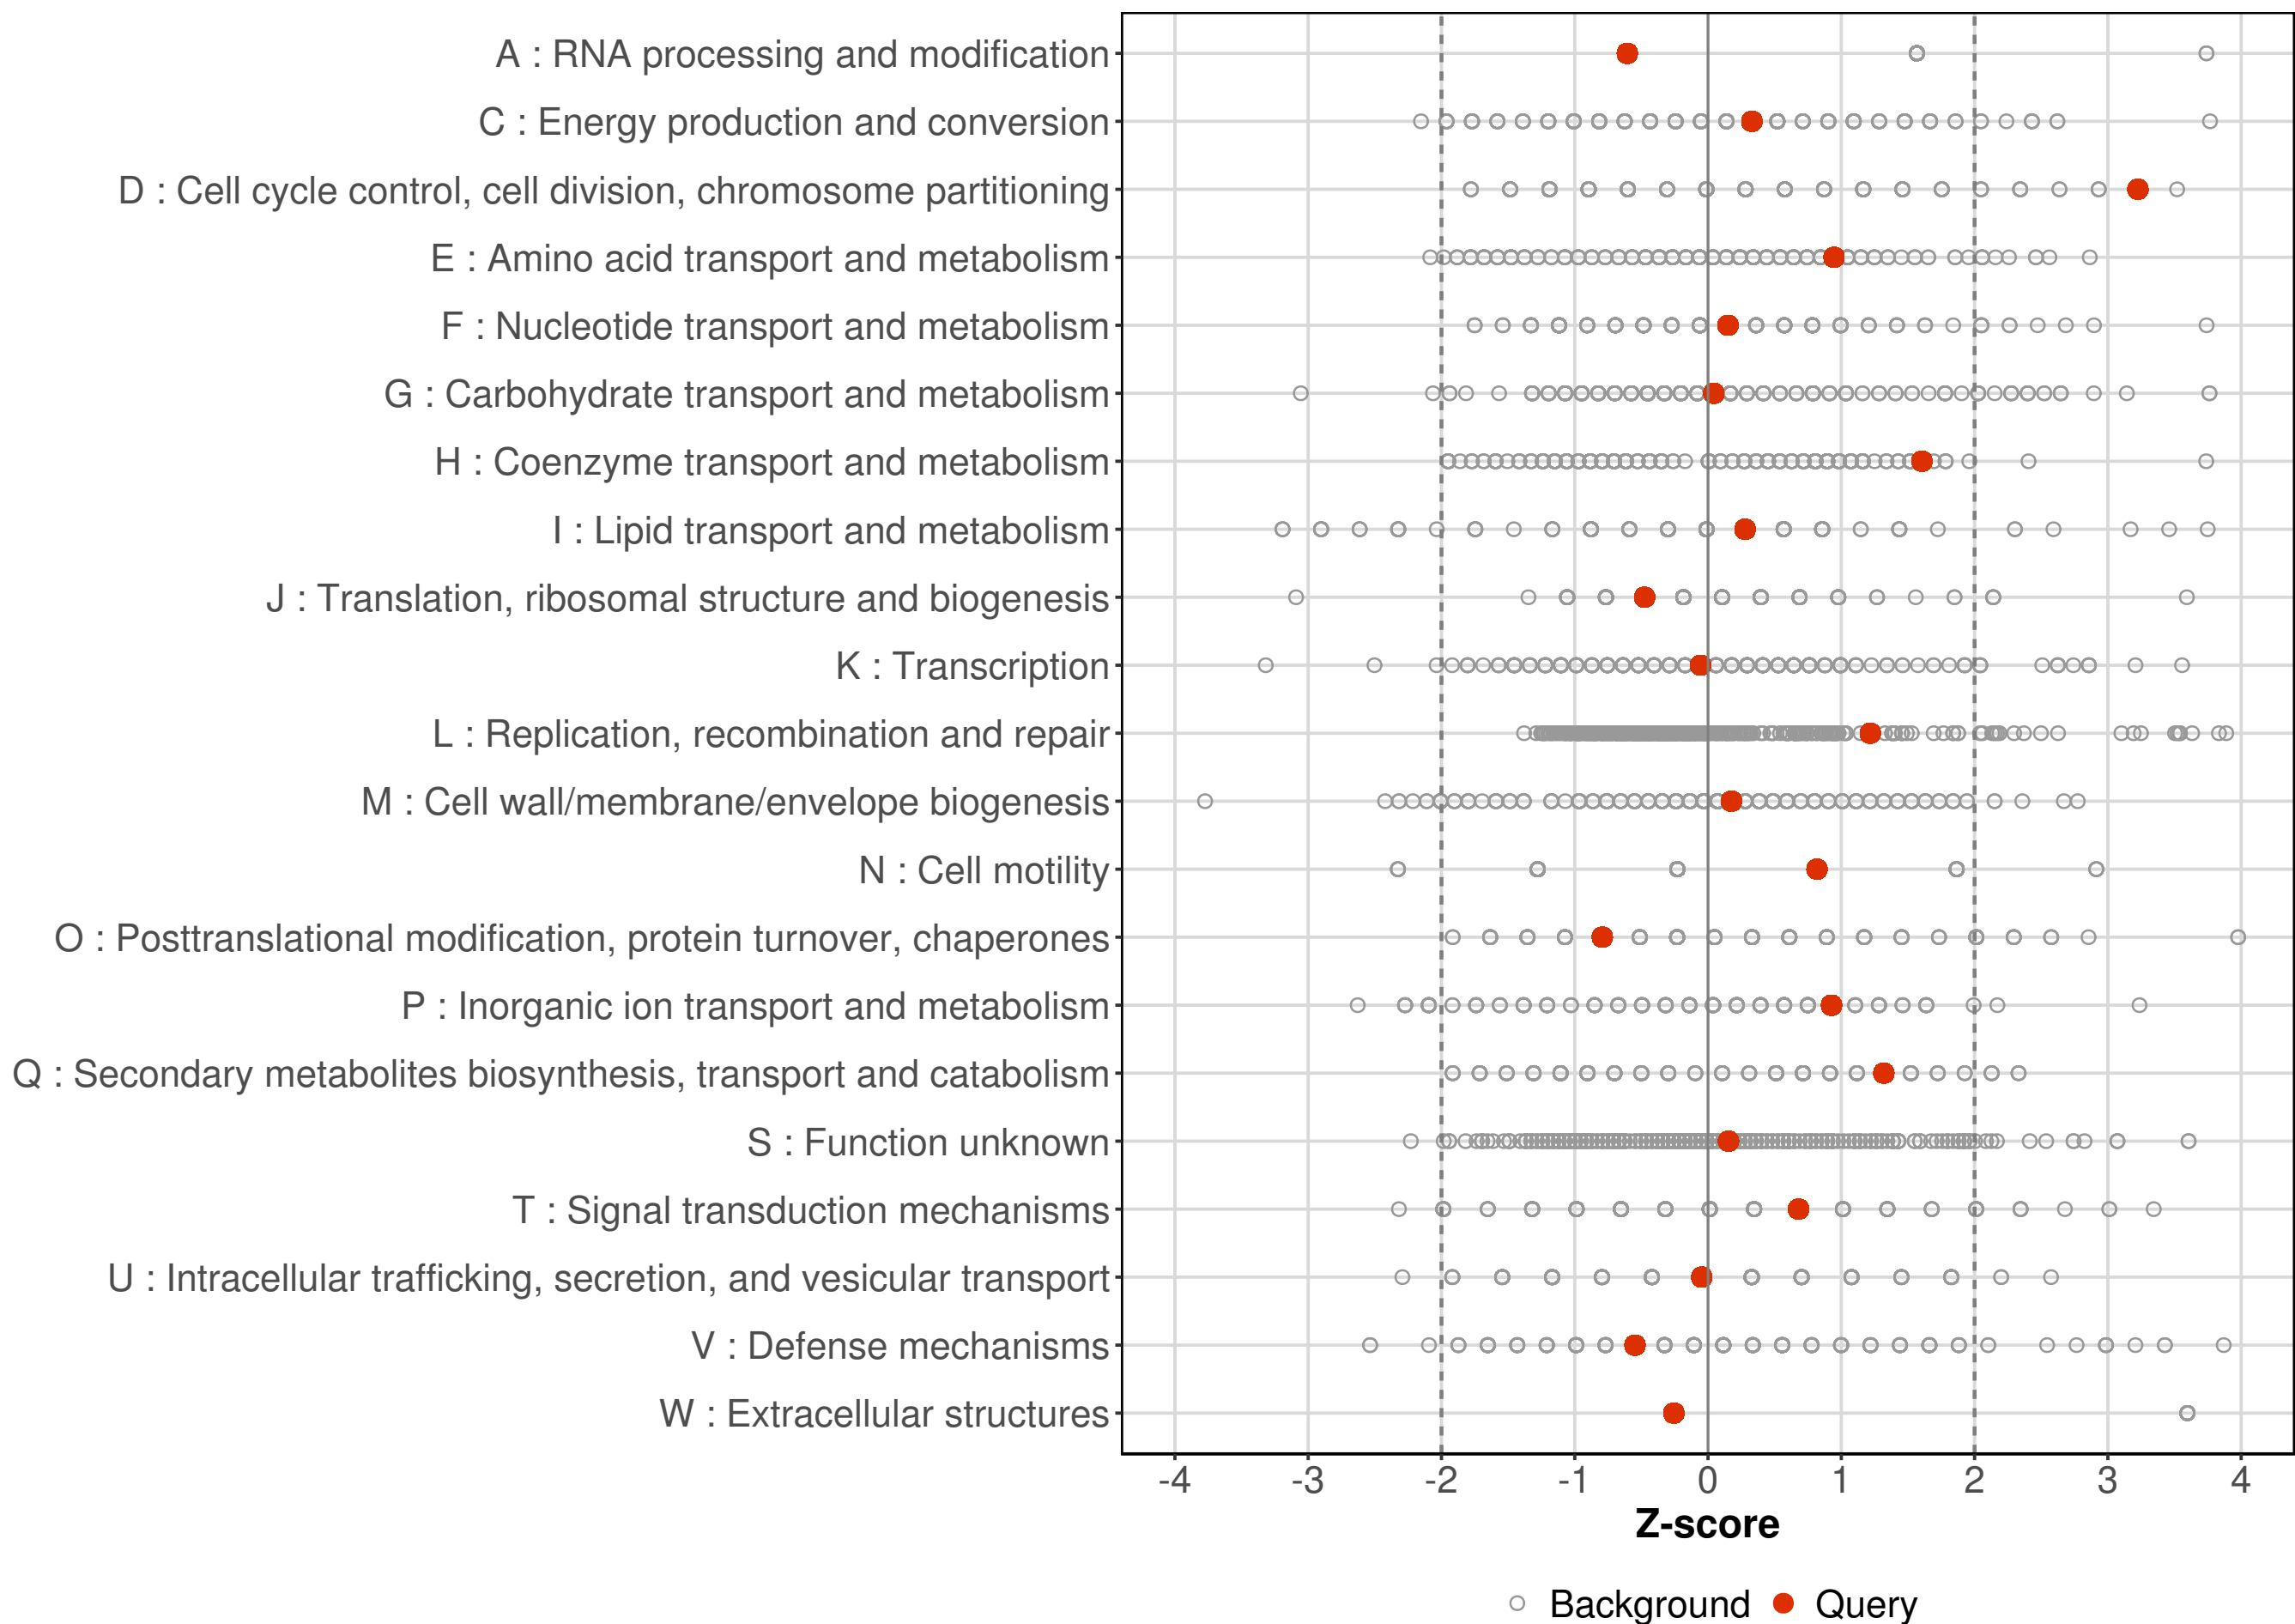 A : RNA processing and modification
C : Energy production and conversion
D : Cell cycle control, cell division, chromosome partitioning
E : Amino acid transport and metabolism
F : Nucleotide transport and metabolism
G : Carbohydrate transport and metabolism
H : Coenzyme transport and metabolism
I : Lipid transport and metabolism
J : Translation, ribosomal structure and biogenesis
K : Transcription
L : Replication, recombination and repair
M : Cell wall/membrane/envelope biogenesis
N : Cell motility
O : Posttranslational modification, protein turnover, chaperones
P : Inorganic ion transport and metabolism
Q : Secondary metabolites biosynthesis, transport and catabolism
S : Function unknown
T : Signal transduction mechanisms
U : Intracellular trafficking, secretion, and vesicular transport
V : Defense mechanisms
W : Extracellular structures
-4 -3 -2 -1 0 1 2 3 4
Z-score
Background Query